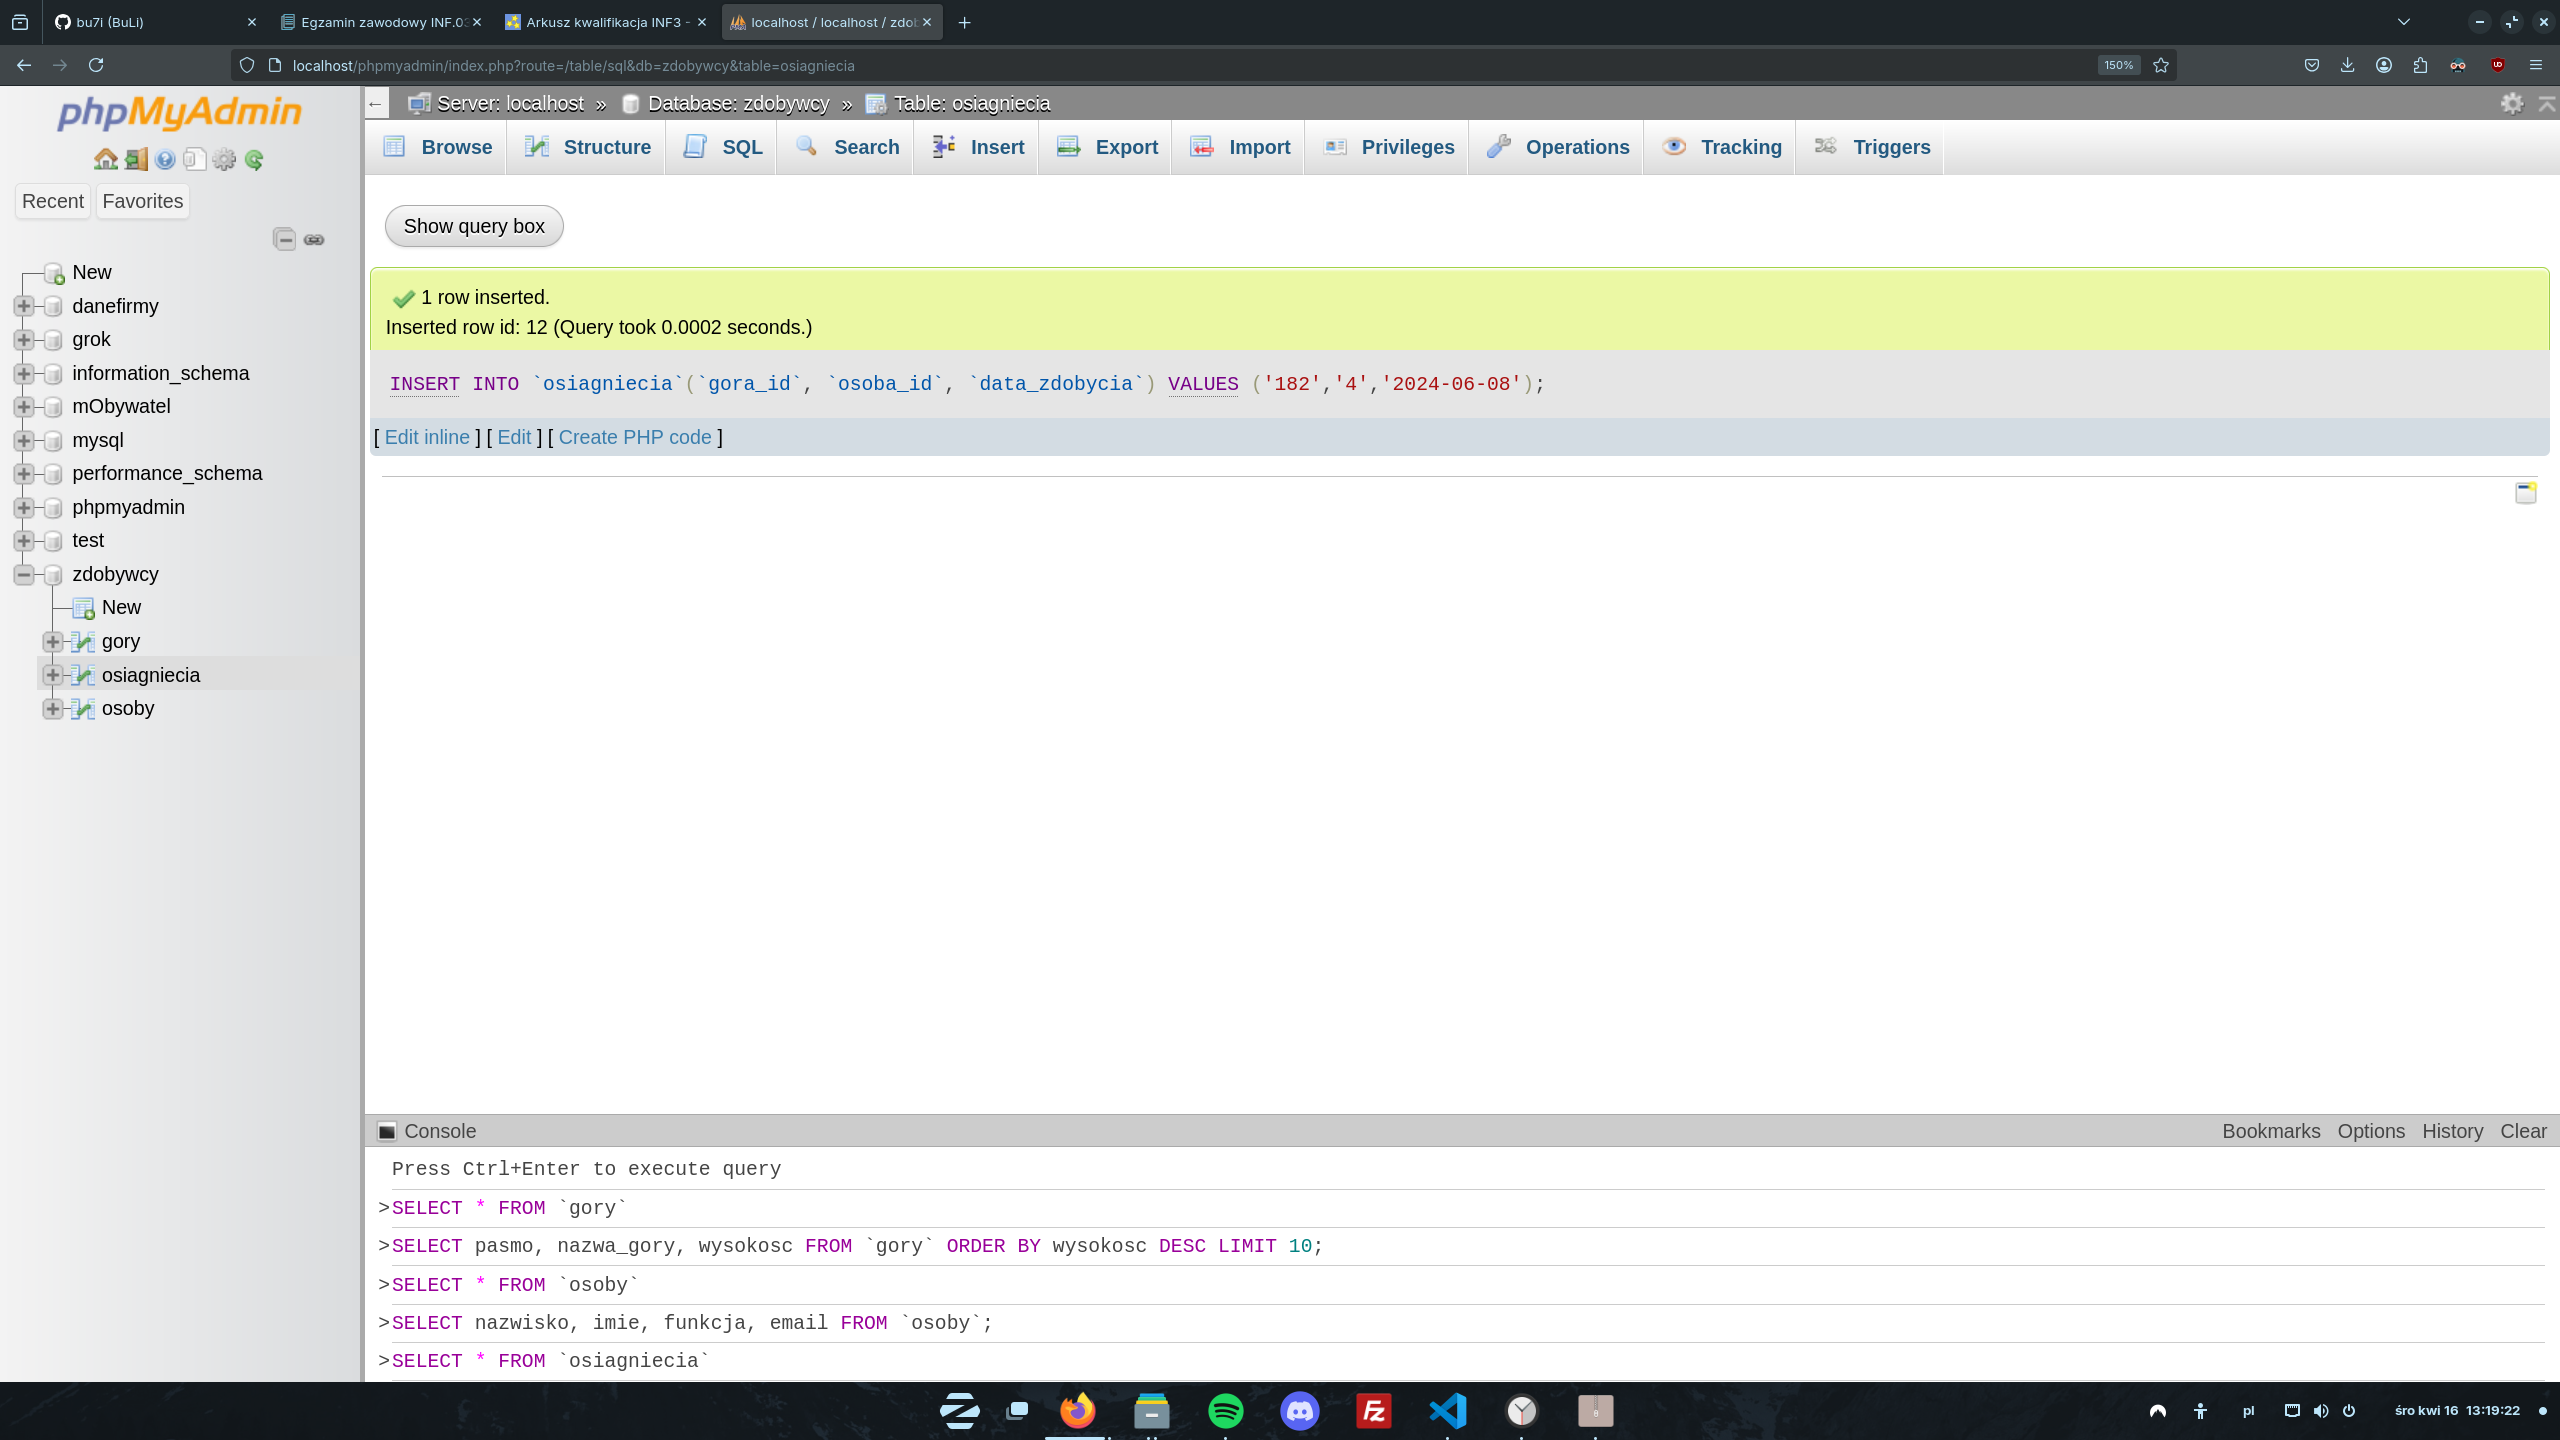 bu7i (BuLi)
Egzamin zawodowy INF.03
Arkusz kwalifikacja INF3 -
localhost / localhost / zdob
localhost/phpmyadmin/index.php?route=/table/sql&db=zdobywcy&table=osiagniecia
150%
phpMyAdmin
Recent
Favorites
New
danefirmy
grok
information_schema
mObywatel
mysql
performance_schema
phpmyadmin
test
zdobywcy
New
gory
osiagniecia
osoby
Server: localhost » Database: zdobywcy » Table: osiagniecia
Browse
Structure
SQL
Search
Insert
Export
Import
Privileges
Operations
Tracking
Triggers
Show query box
1 row inserted.
Inserted row id: 12 (Query took 0.0002 seconds.)
INSERT INTO `osiagniecia`(`gora_id`, `osoba_id`, `data_zdobycia`) VALUES ('182','4','2024-06-08');
[ Edit inline ] [ Edit ] [ Create PHP code ]
Console
Bookmarks
Options
History
Clear
Press Ctrl+Enter to execute query
>SELECT * FROM `gory`
>SELECT pasmo, nazwa_gory, wysokosc FROM `gory` ORDER BY wysokosc DESC LIMIT 10;
>SELECT * FROM `osoby`
>SELECT nazwisko, imie, funkcja, email FROM `osoby`;
>SELECT * FROM `osiagniecia`
pl
śro kwi 16 13:19:22